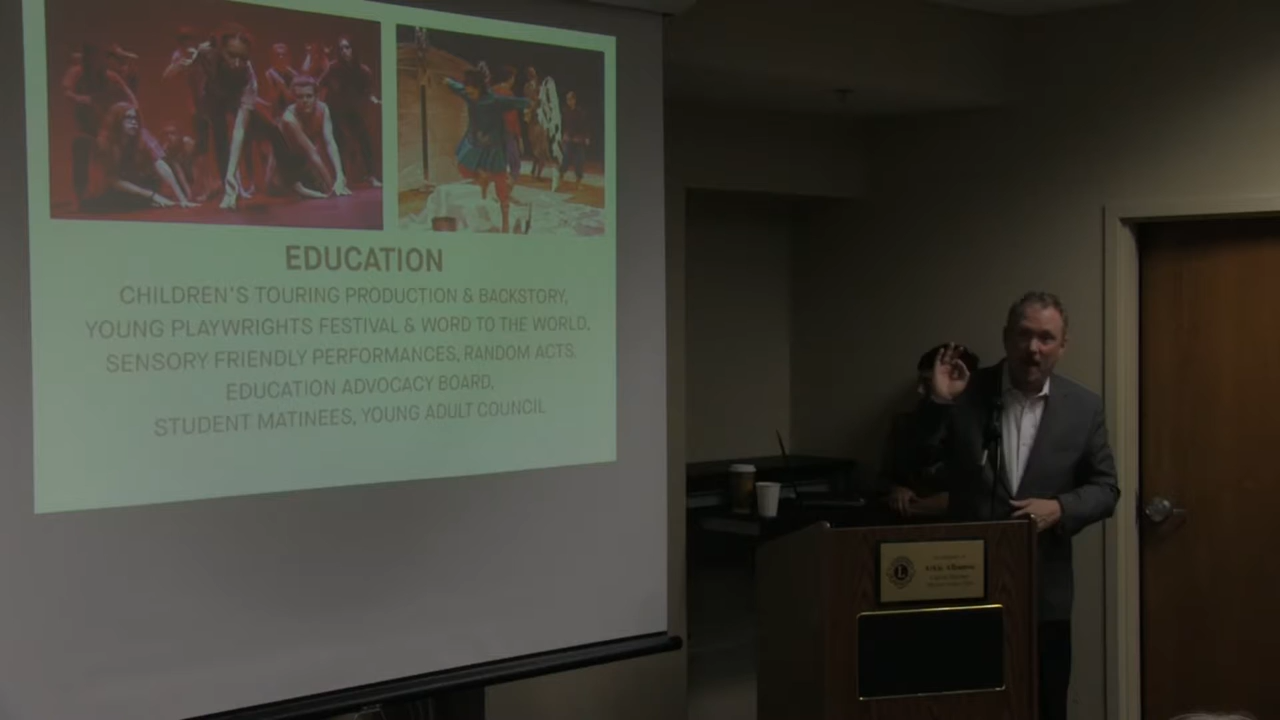 EDUCATION
CHILDREN'S TOURING PRODUCTION & BACKSTORY,
YOUNG PLAYWRIGHTS FESTIVAL & WORD TO THE WORLD,
SENSORY FRIENDLY PERFORMANCES, RANDOM ACTS,
EDUCATION ADVOCACY BOARD,
STUDENT MATINEES, YOUNG ADULT COUNCIL
L